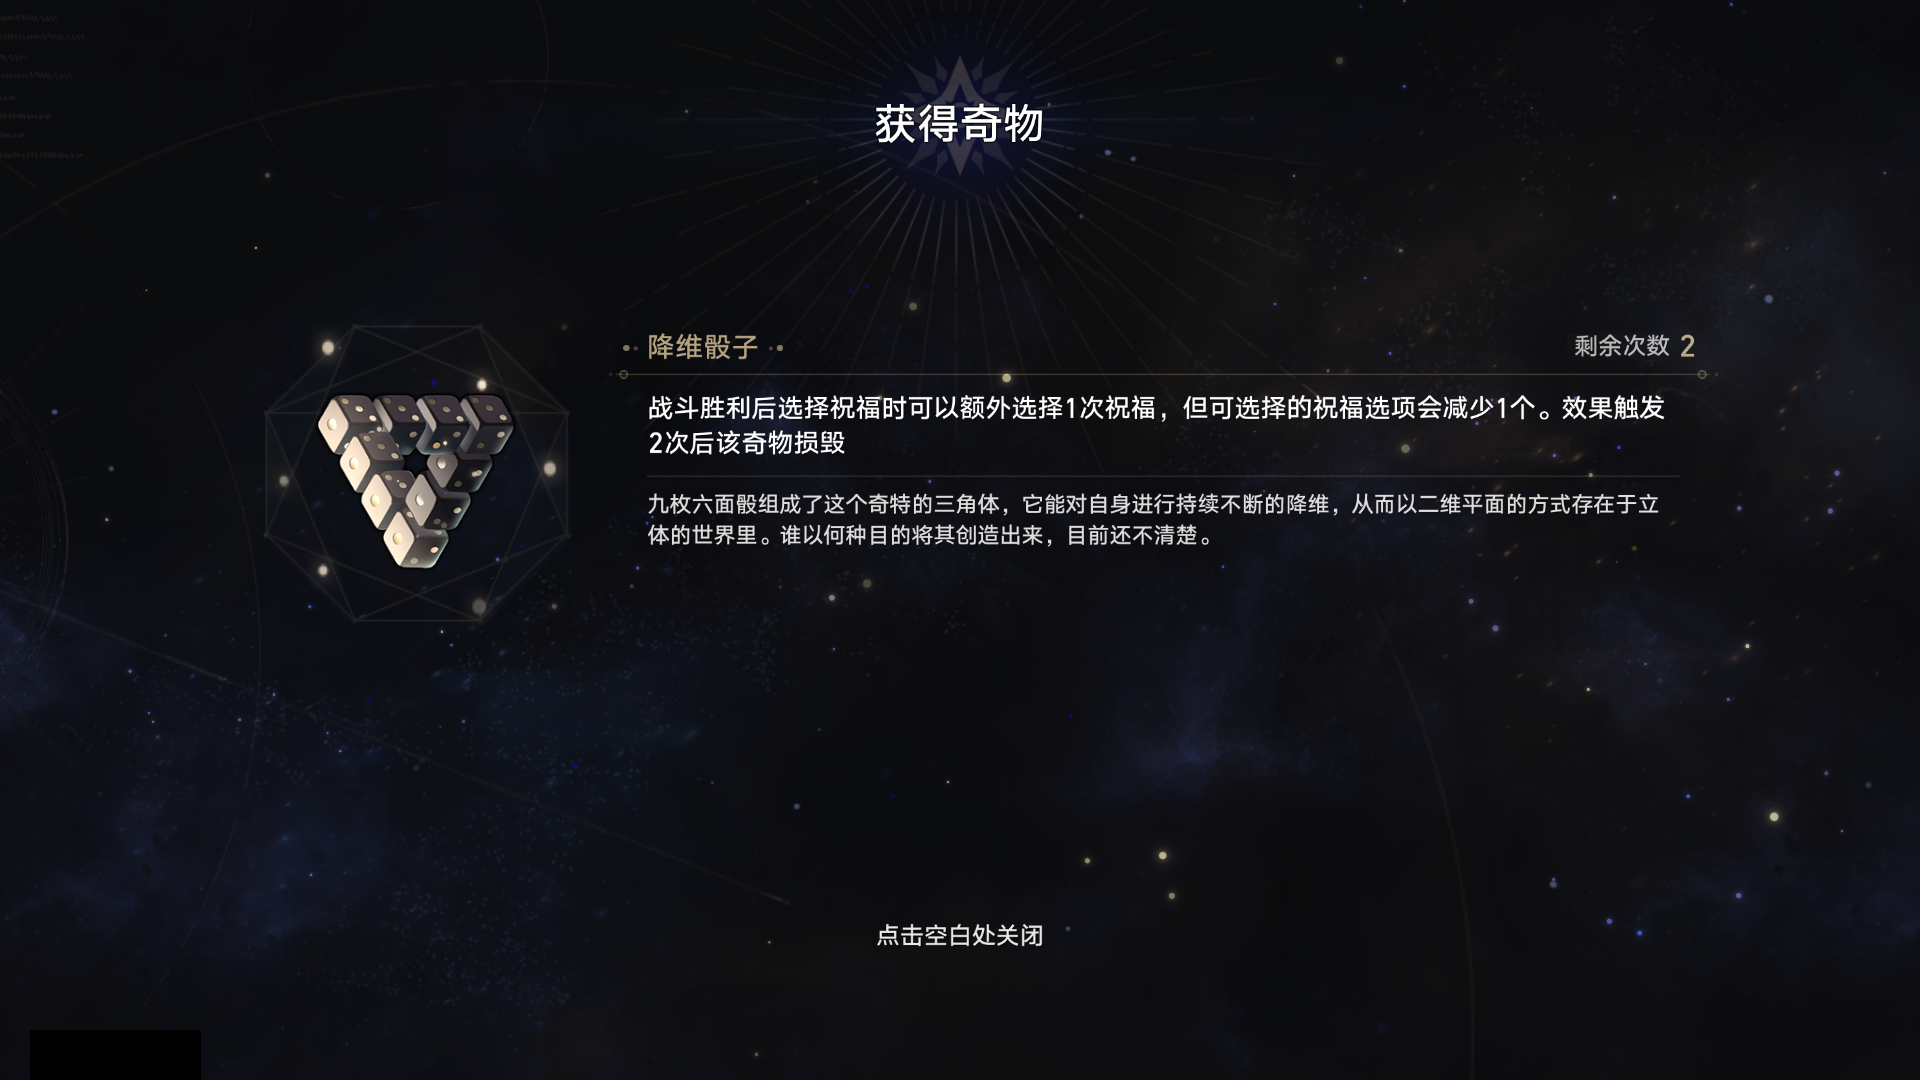 获得奇物
降维骰子
剩余次数 2
战斗胜利后选择祝福时可以额外选择1次祝福，但可选择的祝福选项会减少1个。效果触发
2次后该奇物损毁
九枚六面骰组成了这个奇特的三角体，它能对自身进行持续不断的降维，从而以二维平面的方式存在于立
体的世界里。谁以何种目的将其创造出来，目前还不清楚。
点击空白处关闭